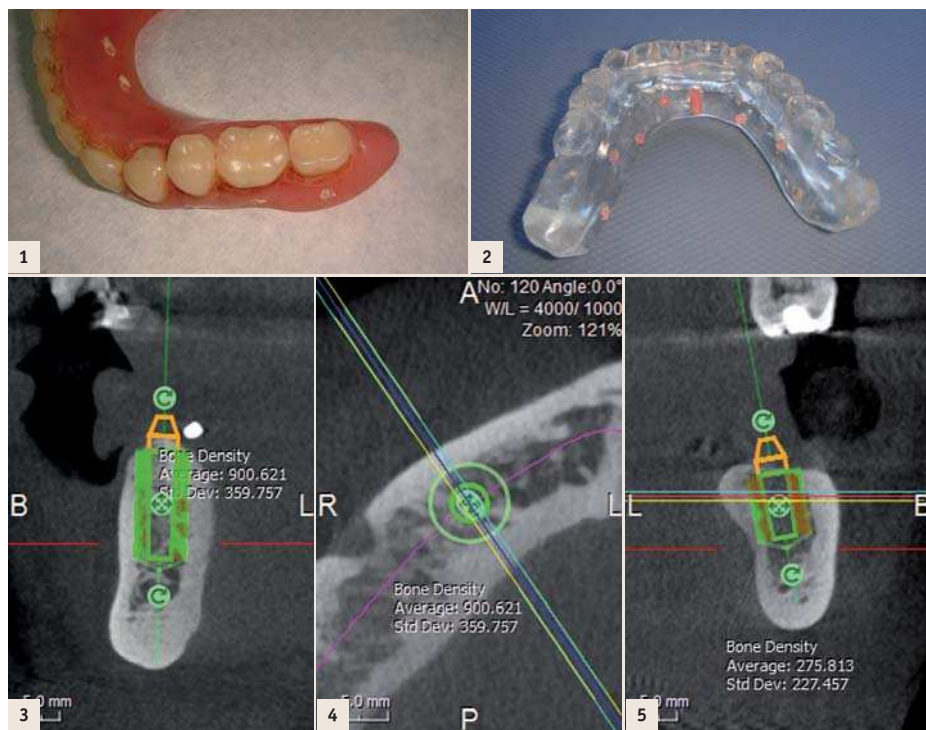 1
2
Bone Density
Average: 900.621
Std Dev: 359.757
B
L
5.0 mm
3
A
No: 120 Angle:0.0°
W/L = 4000/ 1000
Zoom: 121%
R
L
Bone Density
Average: 900.621
Std Dev: 359.757
5.0 mm
4
P
L
B
Bone Density
Average: 275.813
Std Dev: 227.457
5.0 mm
5